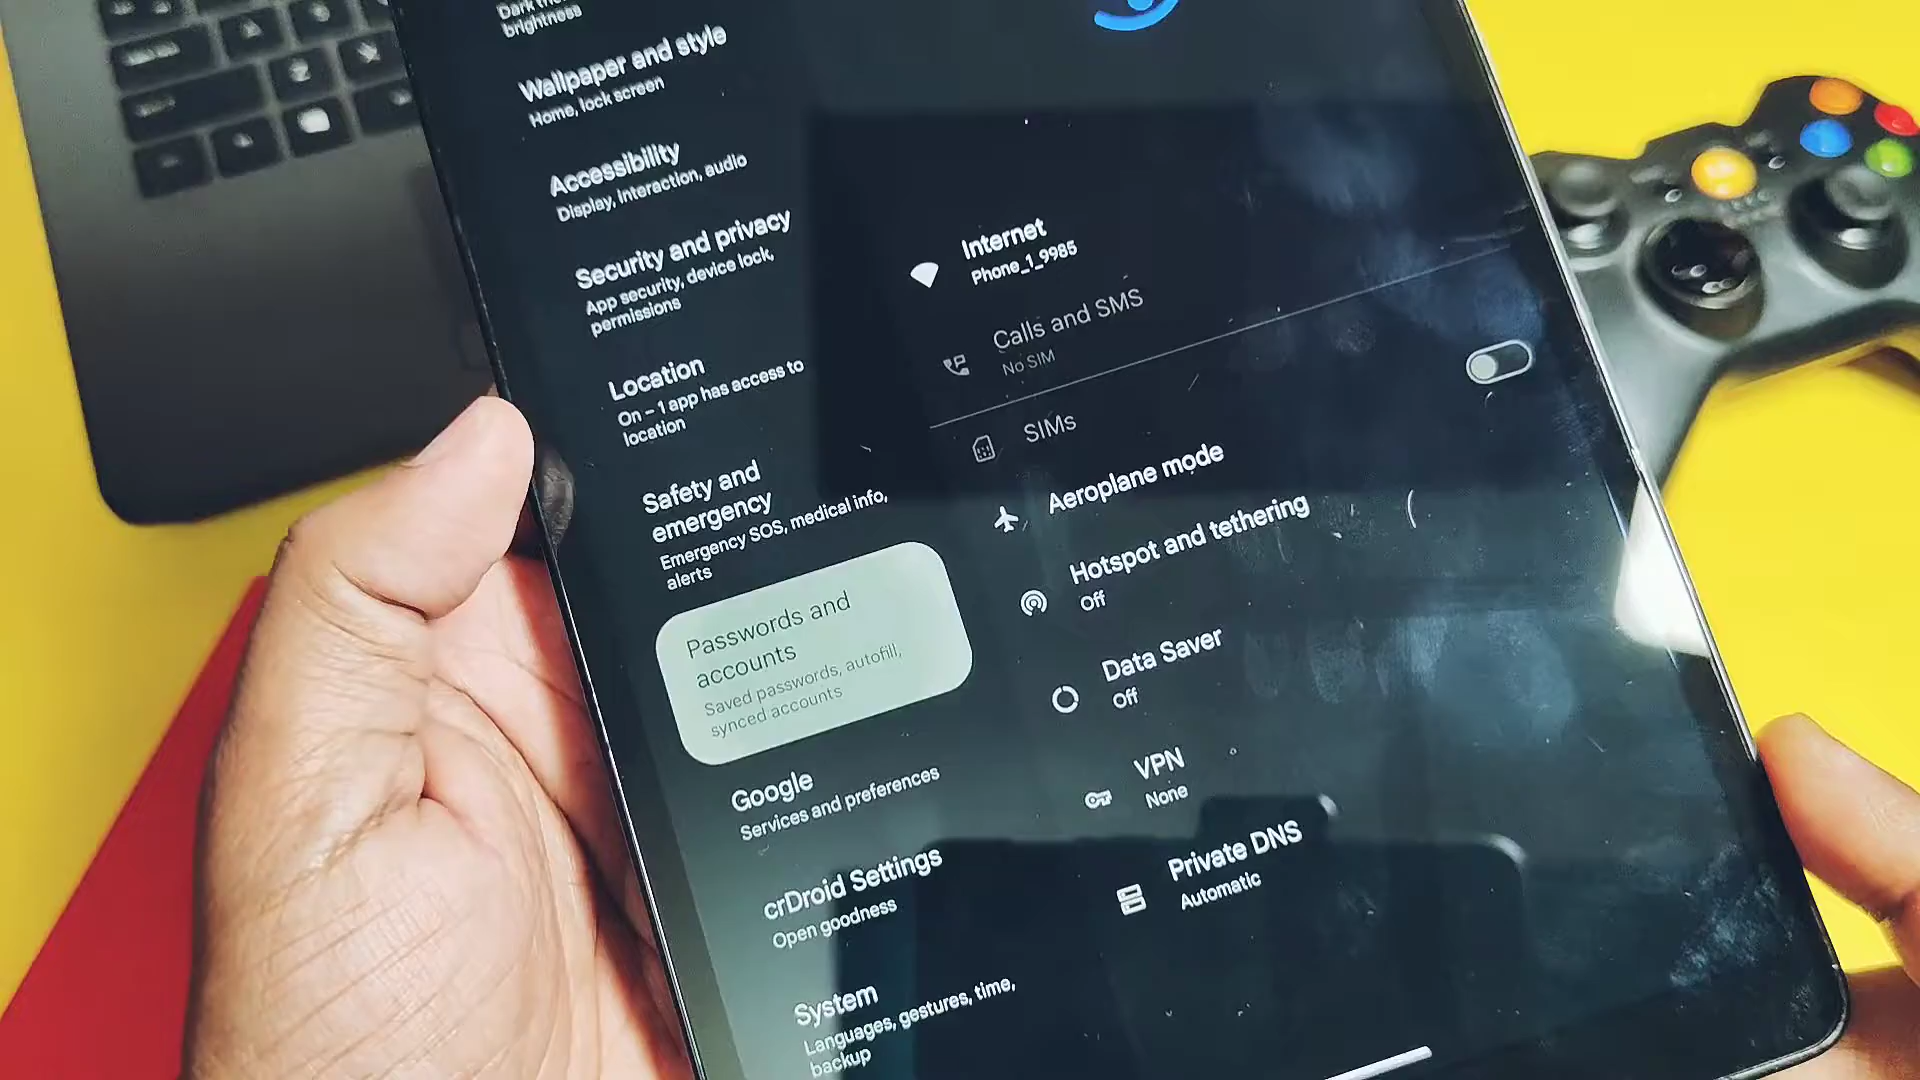 brightness
Wallpaper and style
Home, lock screen
Accessibility
Display, interaction, audio
Security and privacy
App security, device lock,
permissions
Location
On – 1 app has access to
location
Safety and
emergency
Emergency SOS, medical info,
alerts
Passwords and
accounts
Saved passwords, autofill,
synced accounts
Google
Services and preferences
crDroid Settings
Open goodness
System
Languages, gestures, time,
backup
Internet
Phone_1_9985
Calls and SMS
No SIM
SIMs
Aeroplane mode
Hotspot and tethering
Off
Data Saver
Off
VPN
None
Private DNS
Automatic